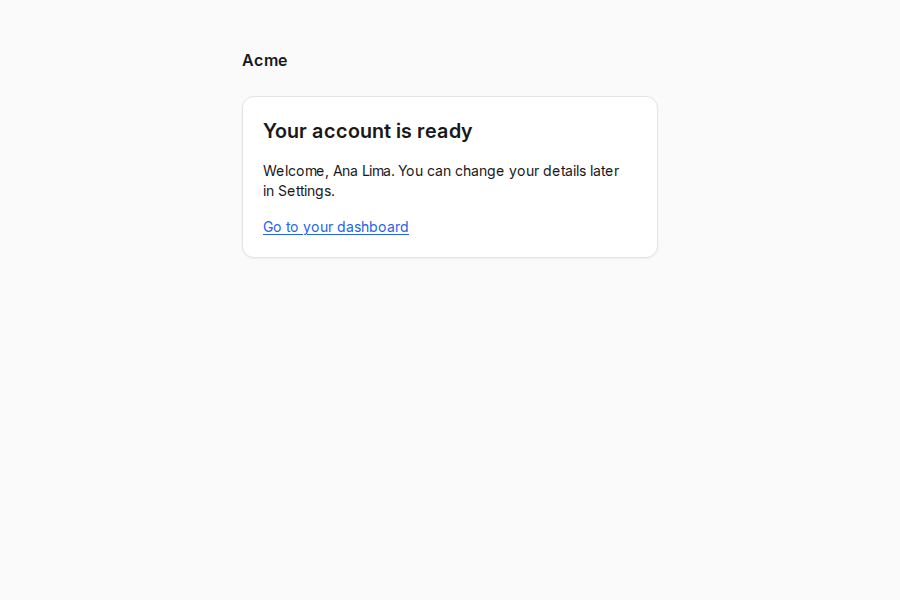 Acme
Your account is ready
Welcome, Ana Lima. You can change your details later
in Settings.
Go to your dashboard